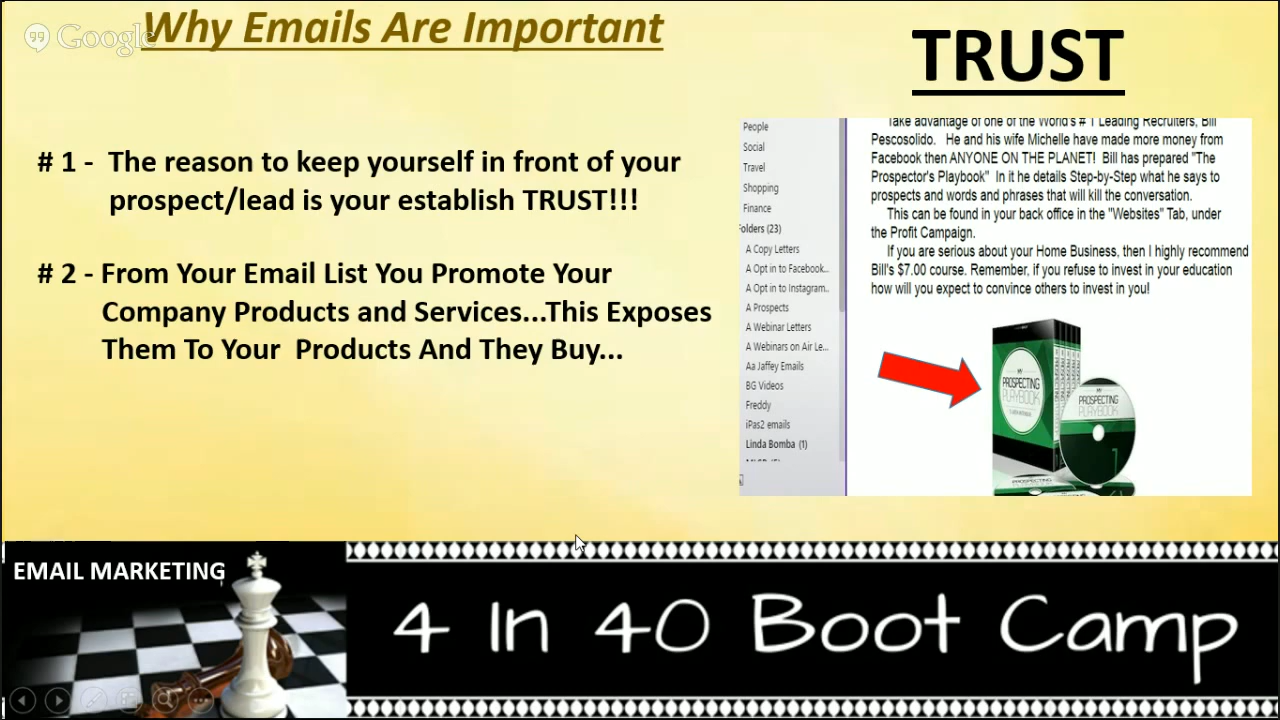 Google
Why Emails Are Important
TRUST
# 1 - The reason to keep yourself in front of your
prospect/lead is your establish TRUST!!!
# 2 - From Your Email List You Promote Your
Company Products and Services...This Exposes
Them To Your Products And They Buy...
People
Social
Travel
Shopping
Finance
olders (23)
A Copy Letters
A Opt in to Facebook...
A Opt in to Instagram..
A Prospects
A Webinar Letters
A Webinars on Air Le...
Aa Jaffey Emails
BG Videos
Freddy
iPas2 emails
Linda Bomba (1)
Take advantage of one of the World's # 1 Leading Recruiters, Bill
Pescosolido. He and his wife Michelle have made more money from
Facebook then ANYONE ON THE PLANET! Bill has prepared "The
Prospector's Playbook" In it he details Step-by-Step what he says to
prospects and words and phrases that will kill the conversation.
This can be found in your back office in the "Websites" Tab, under
the Profit Campaign.
If you are serious about your Home Business, then I highly recommend
Bill's $7.00 course. Remember, if you refuse to invest in your education
how will you expect to convince others to invest in you!
MY
PROSPECTING
PLAYBOOK
MY
PROSPECTING
PLAYBOOK
PROSPECTING
EMAIL MARKETING
4 In 40 Boot Camp